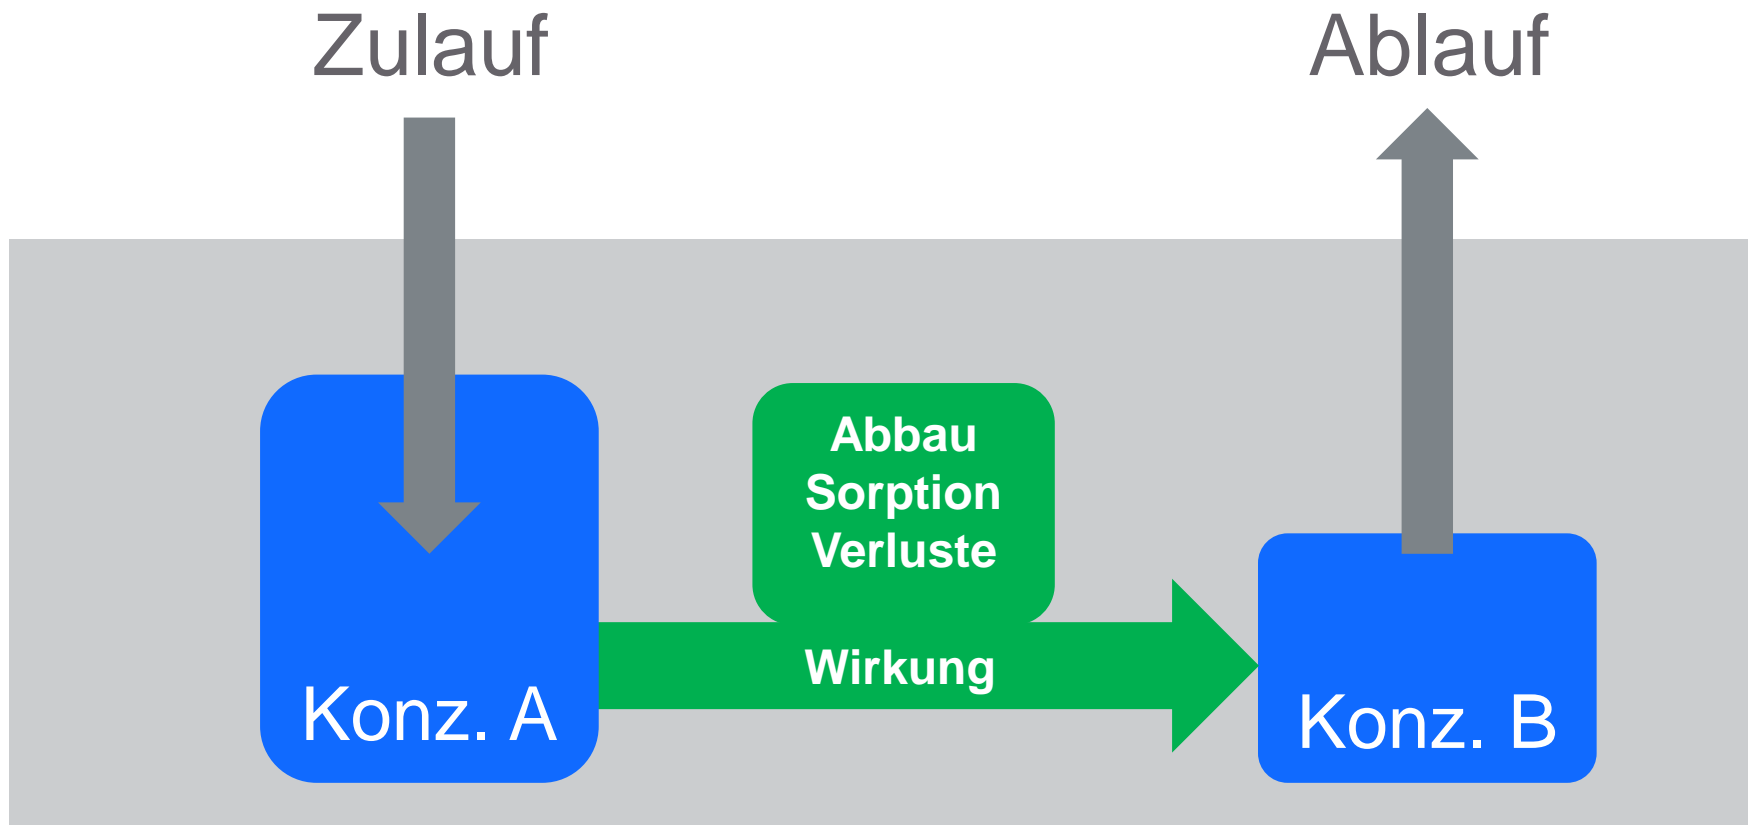 Zulauf
Ablauf
Abbau
Sorption
Verluste
Wirkung
Konz. A
Konz. B